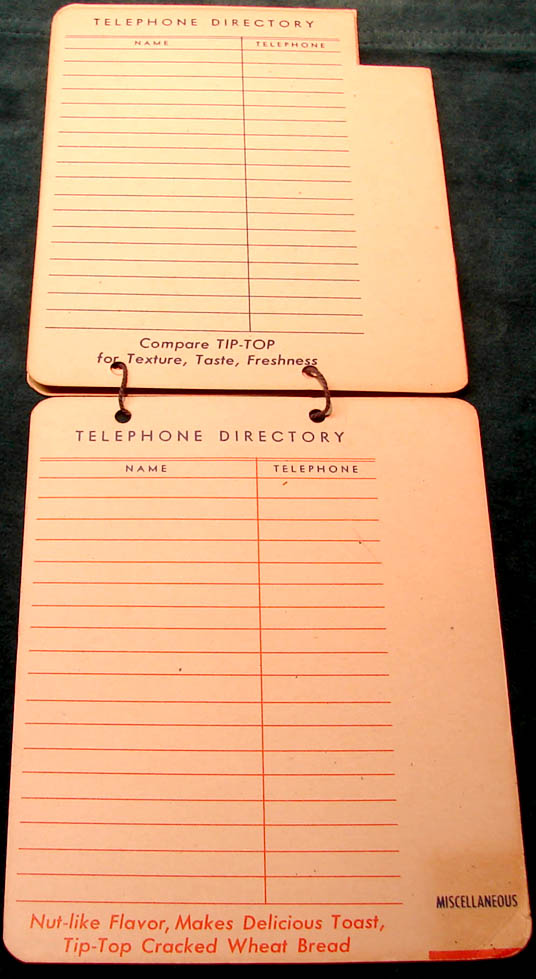 TELEPHONE DIRECTORY
NAME TELEPHONE
Compare TIP-TOP
for Texture, Taste, Freshness
TELEPHONE DIRECTORY
NAME TELEPHONE
MISCELLANEOUS
Nut-like Flavor, Makes Delicious Toast,
Tip-Top Cracked Wheat Bread